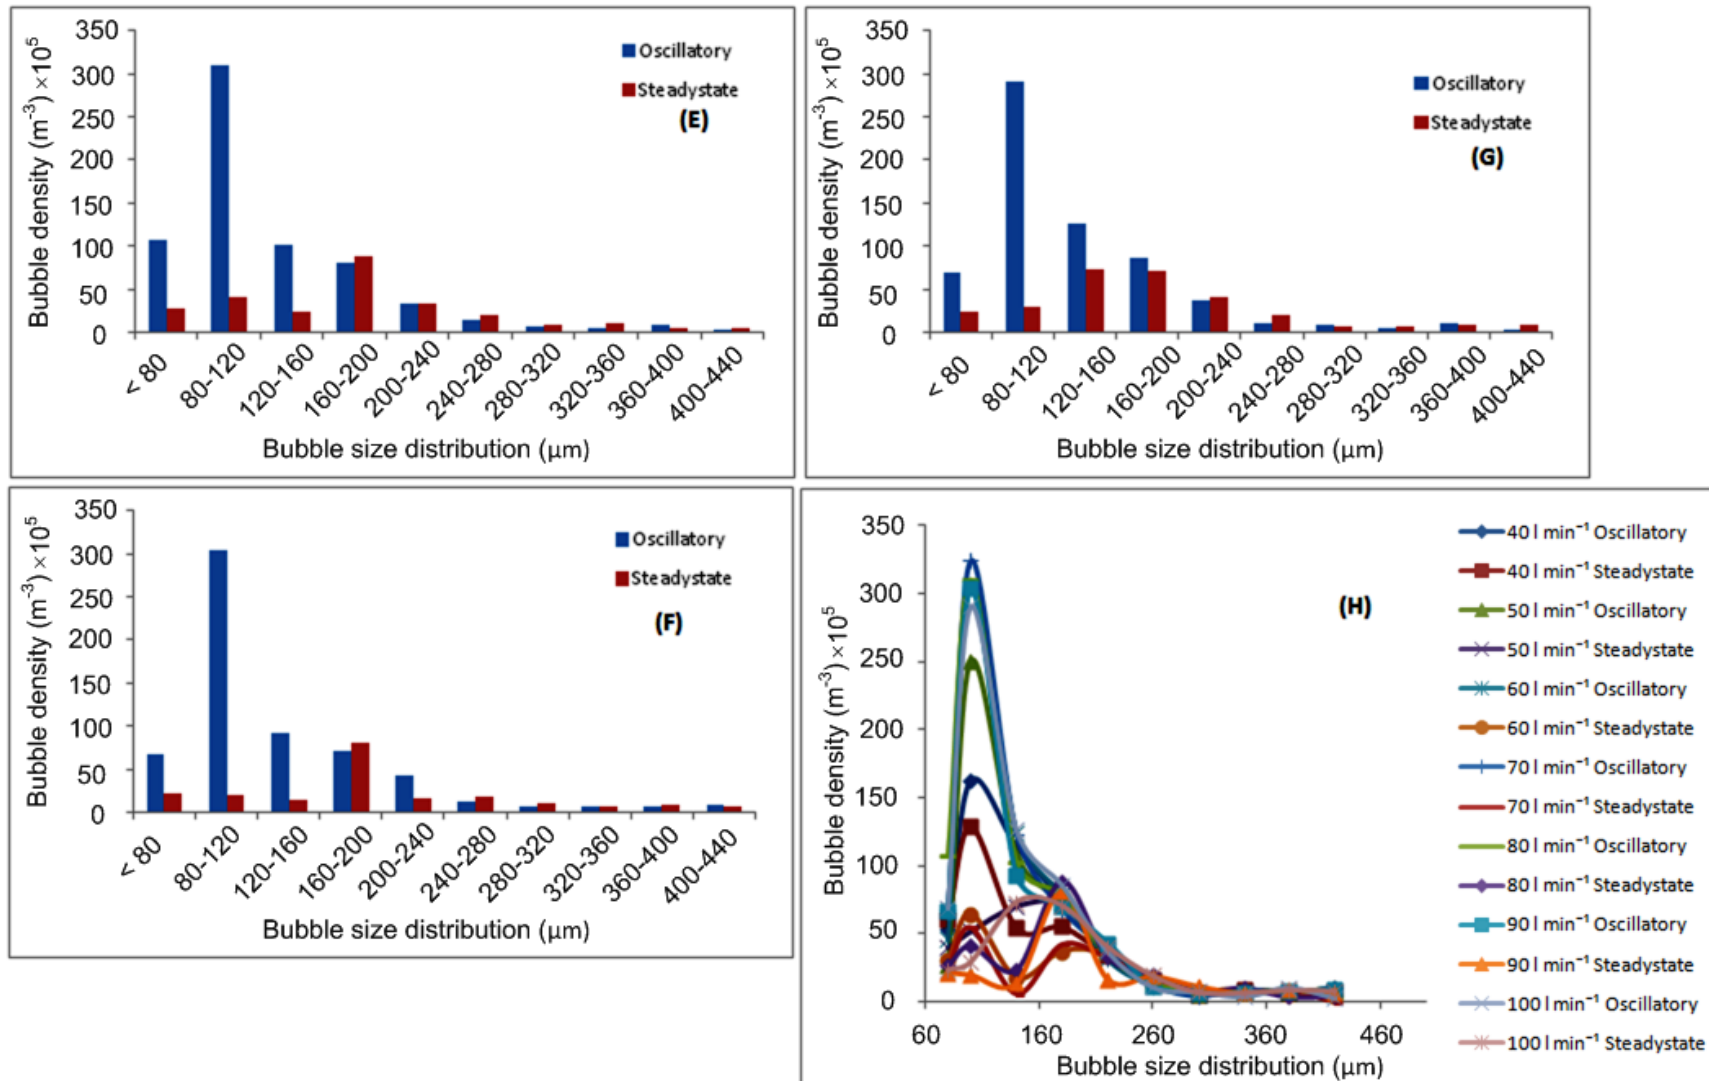 Bubble density (m⁻³) ×10⁵
350
300
250
200
150
100
50
0
Oscillatory
Steadystate
(E)
< 80
80-120
120-160
160-200
200-240
240-280
280-320
320-360
360-400
400-440
Bubble size distribution (µm)
Bubble density (m⁻³) ×10⁵
350
300
250
200
150
100
50
0
Oscillatory
Steadystate
(G)
< 80
80-120
120-160
160-200
200-240
240-280
280-320
320-360
360-400
400-440
Bubble size distribution (µm)
Bubble density (m⁻³) ×10⁵
350
300
250
200
150
100
50
0
Oscillatory
Steadystate
(F)
< 80
80-120
120-160
160-200
200-240
240-280
280-320
320-360
360-400
400-440
Bubble size distribution (µm)
Bubble density (m⁻³) ×10⁵
350
300
250
200
150
100
50
0
(H)
60 160 260 360 460
Bubble size distribution (µm)
40 l min⁻¹ Oscillatory
40 l min⁻¹ Steadystate
50 l min⁻¹ Oscillatory
50 l min⁻¹ Steadystate
60 l min⁻¹ Oscillatory
60 l min⁻¹ Steadystate
70 l min⁻¹ Oscillatory
70 l min⁻¹ Steadystate
80 l min⁻¹ Oscillatory
80 l min⁻¹ Steadystate
90 l min⁻¹ Oscillatory
90 l min⁻¹ Steadystate
100 l min⁻¹ Oscillatory
100 l min⁻¹ Steadystate